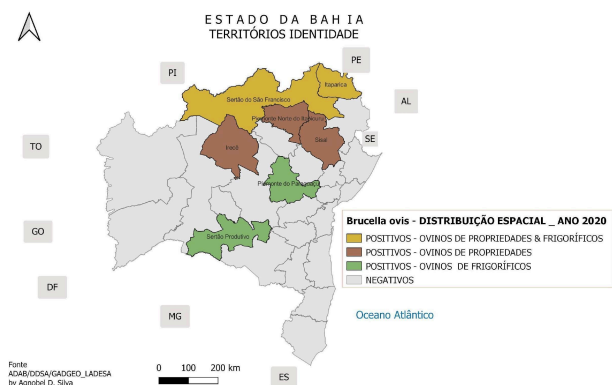 ESTADO DA BAHIA
TERRITÓRIOS IDENTIDADE
PE
PI
Itaparica
Sertão do São Francisco
AL
Piemonte Norte do Itapicuru
SE
TO
Irecê
Sisal
Piemonte do Paraguaçu
GO
Sertão Produtivo
Brucella ovis - DISTRIBUIÇÃO ESPACIAL _ ANO 2020
POSITIVOS - OVINOS DE PROPRIEDADES & FRIGORÍFICOS
POSITIVOS - OVINOS DE PROPRIEDADES
POSITIVOS - OVINOS DE FRIGORÍFICOS
NEGATIVOS
DF
MG
Oceano Atlântico
Fonte
ADAB/DDSA/GADGEO_LADESA
by Agnobel D. Silva
0 100 200 km
ES